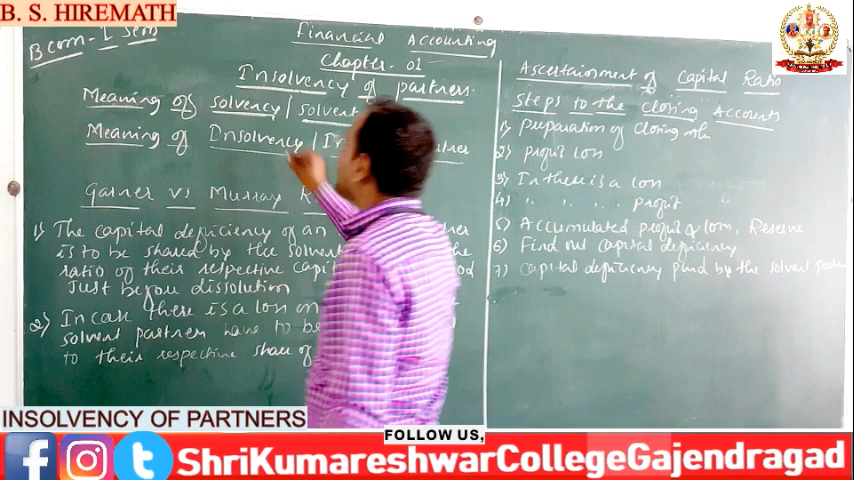 B. S. HIREMATH
B com - I Sem
Financial Accounting
Chapter - 01
Insolvency of partners.
Meaning of solvency / solvent
Meaning of Insolvency / In
Garner vs Murray R
1) The capital deficiency of an
is to be shared by the solvent the
ratio of their respective capi
Just before dissolution
2) In case there is a loss on
solvent partners have to be
to their respective share of
Ascertainment of Capital Ratio
Steps to the closing Accounts
1) Preparation of closing
2) Profit loss
3) In there is a loss
4) " " " " profit "
5) Accumulated profit & loss, Reserve
6) Find out capital deficiency
7) Capital deficiency paid by the solvent partner
INSOLVENCY OF PARTNERS
FOLLOW US,
ShriKumareshwarCollegeGajendragad